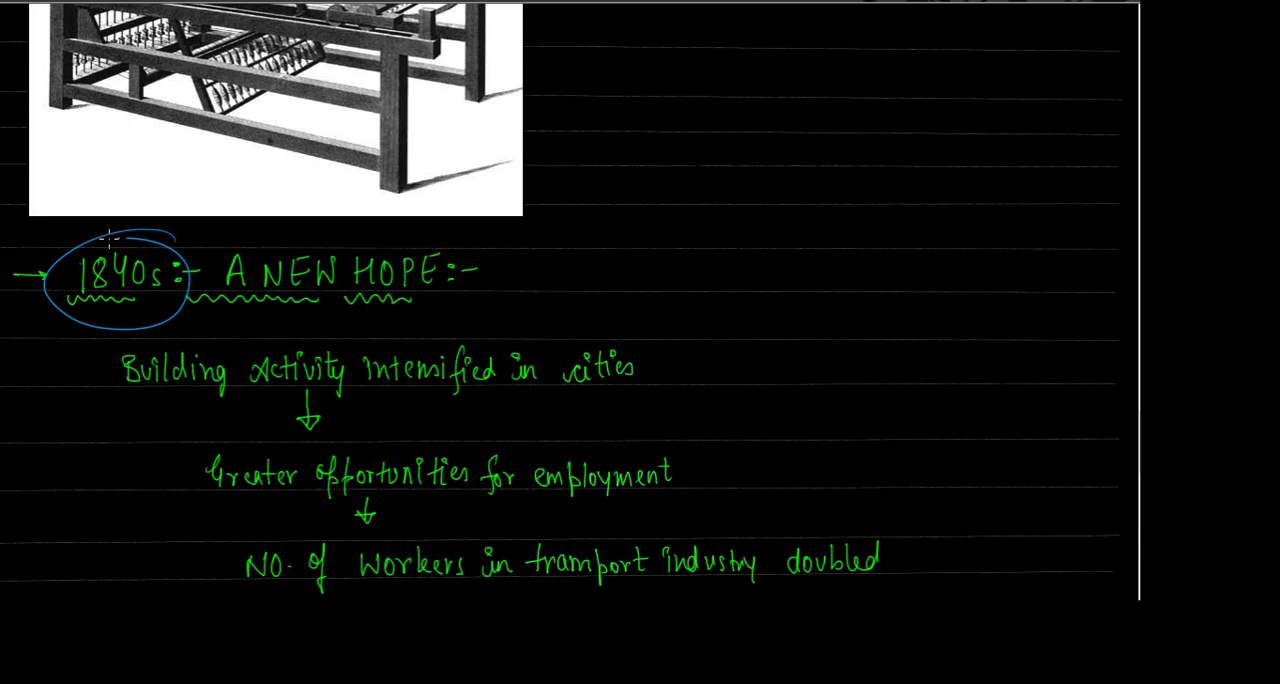 → 1840s:- A NEW HOPE:-
Building Activity intensified in cities
↓
Greater opportunities for employment
↓
NO. of workers in transport industry doubled